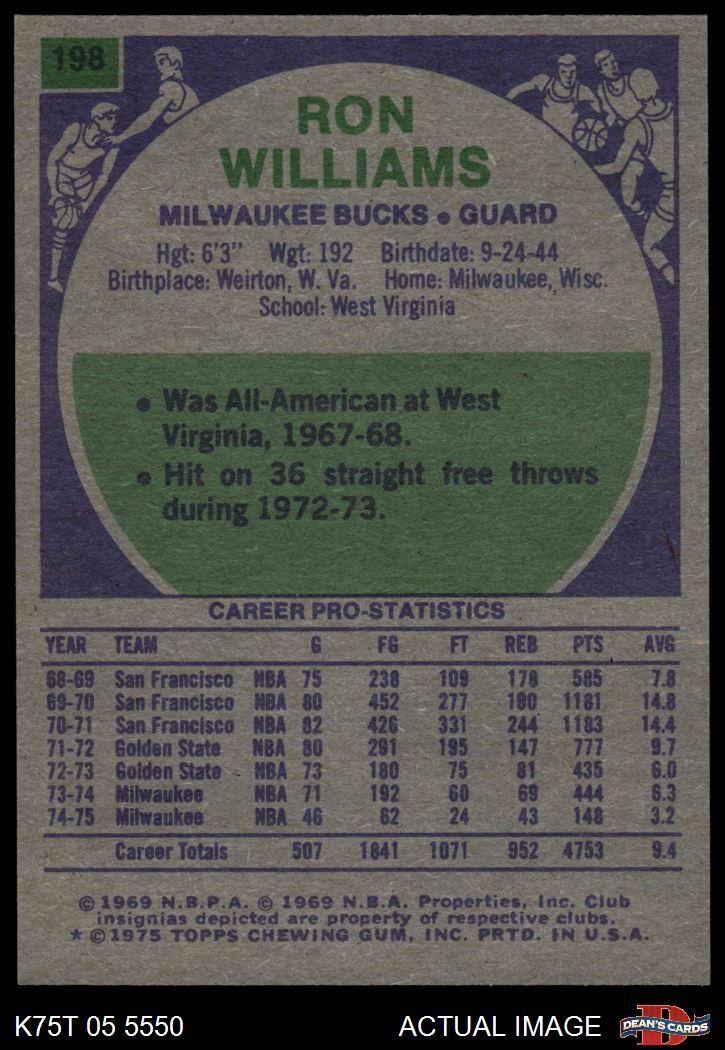 198
RON
WILLIAMS
MILWAUKEE BUCKS • GUARD
Hgt: 6'3" Wgt: 192 Birthdate: 9-24-44
Birthplace: Weirton, W. Va. Home: Milwaukee, Wisc.
School: West Virginia
• Was All-American at West
Virginia, 1967-68.
• Hit on 36 straight free throws
during 1972-73.
CAREER PRO-STATISTICS
YEAR TEAM G FG FT REB PTS AVG
68-69 San Francisco NBA 75 238 109 178 585 7.8
69-70 San Francisco NBA 80 452 277 190 1181 14.8
70-71 San Francisco NBA 82 426 331 244 1183 14.4
71-72 Golden State NBA 80 291 195 147 777 9.7
72-73 Golden State NBA 73 180 75 81 435 6.0
73-74 Milwaukee NBA 71 192 60 69 444 6.3
74-75 Milwaukee NBA 46 62 24 43 148 3.2
Career Totals 507 1841 1071 952 4753 9.4
© 1969 N.B.P.A. © 1969 N.B.A. Properties, Inc. Club
insignias depicted are property of respective clubs.
* © 1975 TOPPS CHEWING GUM, INC. PRTD. IN U.S.A.
K75T 05 5550 ACTUAL IMAGE D DEAN'S CARDS